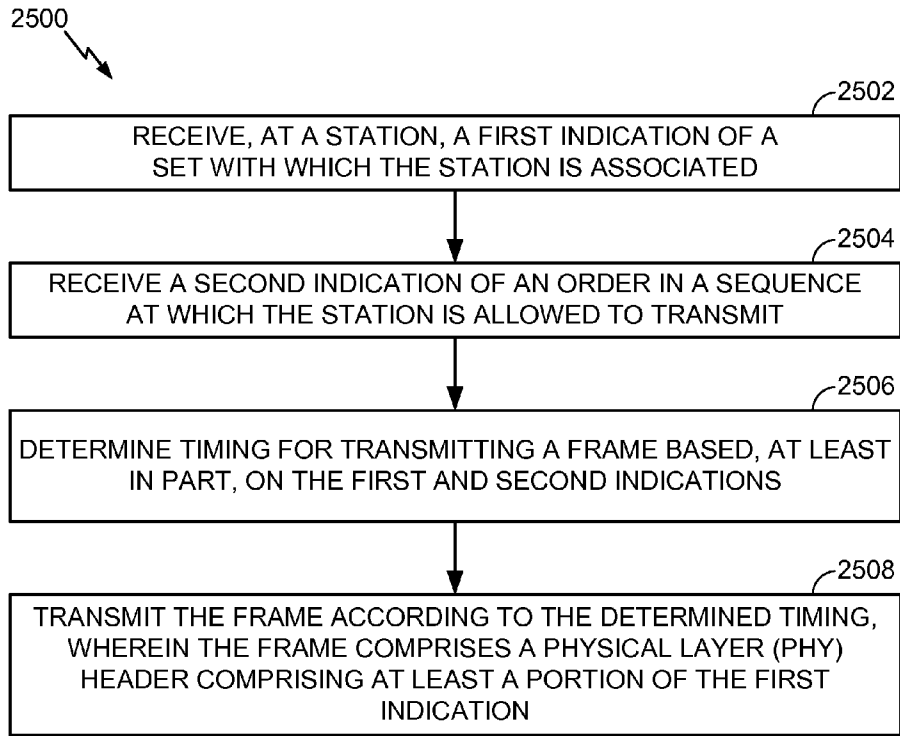 2500
2502
RECEIVE, AT A STATION, A FIRST INDICATION OF A
SET WITH WHICH THE STATION IS ASSOCIATED
2504
RECEIVE A SECOND INDICATION OF AN ORDER IN A SEQUENCE
AT WHICH THE STATION IS ALLOWED TO TRANSMIT
2506
DETERMINE TIMING FOR TRANSMITTING A FRAME BASED, AT LEAST
IN PART, ON THE FIRST AND SECOND INDICATIONS
2508
TRANSMIT THE FRAME ACCORDING TO THE DETERMINED TIMING,
WHEREIN THE FRAME COMPRISES A PHYSICAL LAYER (PHY)
HEADER COMPRISING AT LEAST A PORTION OF THE FIRST
INDICATION